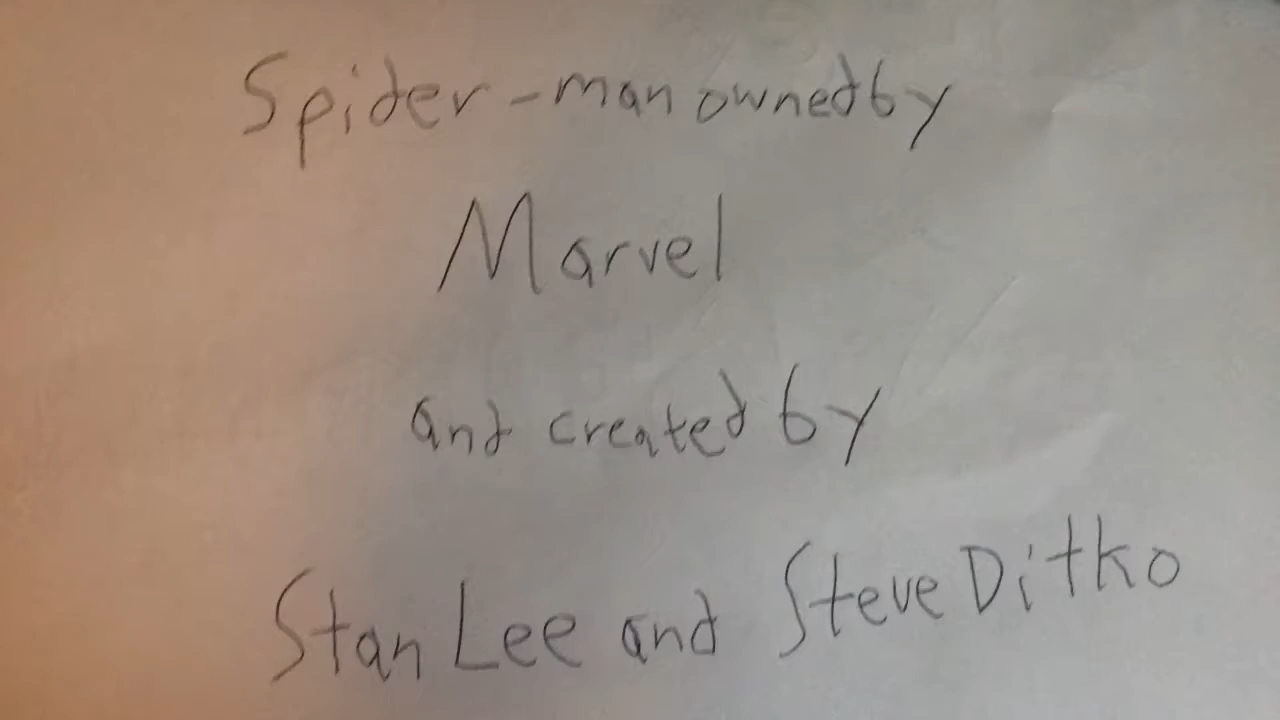 Spider-man owned by
Marvel
and created by
Stan Lee and Steve Ditko